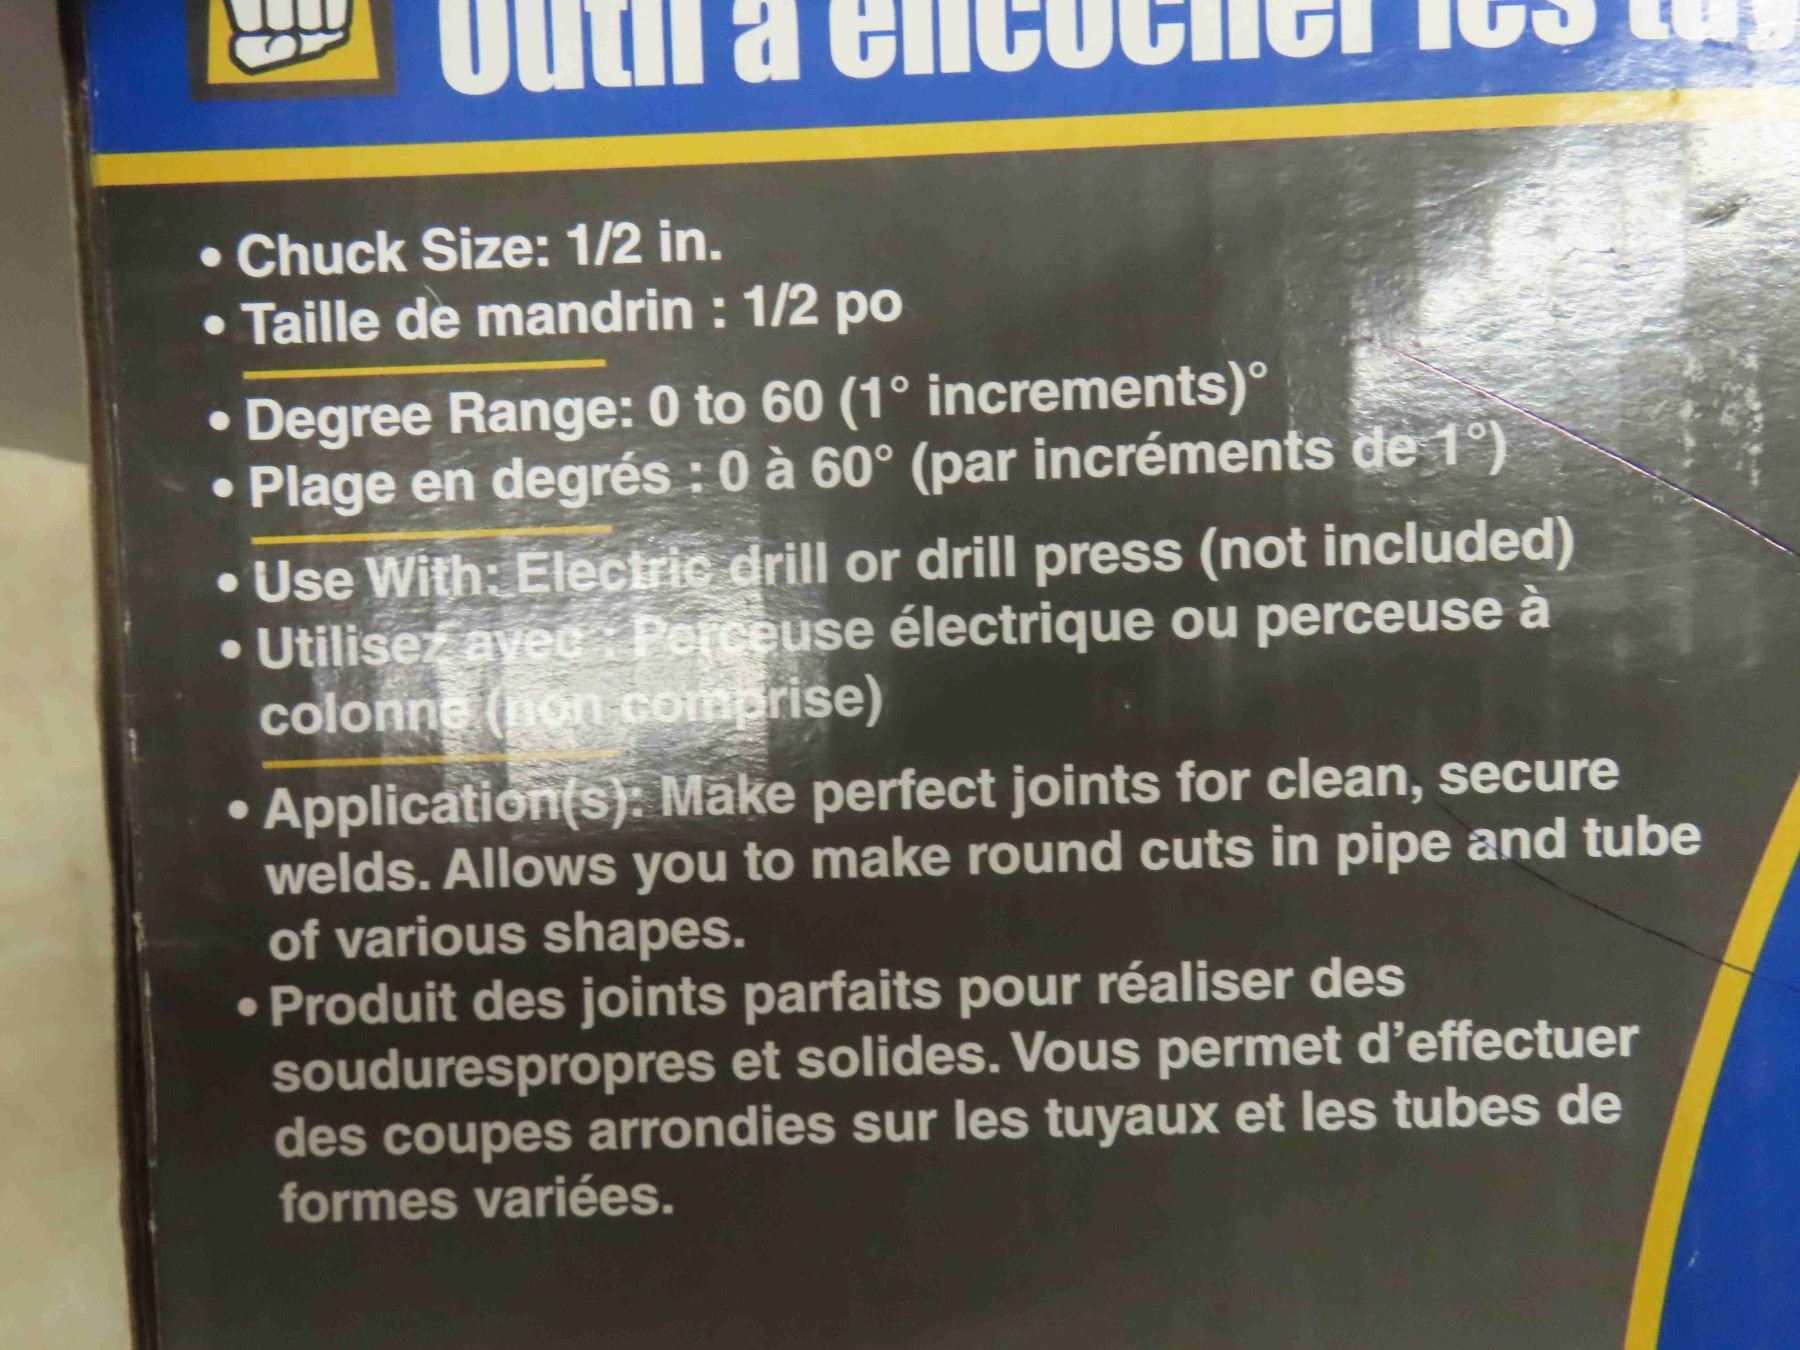 Outil à encocher les
• Chuck Size: 1/2 in.
• Taille de mandrin : 1/2 po
• Degree Range: 0 to 60 (1° increments)°
• Plage en degrés : 0 à 60° (par incréments de 1°)
• Use With: Electric drill or drill press (not included)
• Utilisez avec : Perceuse électrique ou perceuse à
colonne (non comprise)
• Application(s): Make perfect joints for clean, secure
welds. Allows you to make round cuts in pipe and tube
of various shapes.
• Produit des joints parfaits pour réaliser des
soudurespropres et solides. Vous permet d’effectuer
des coupes arrondies sur les tuyaux et les tubes de
formes variées.